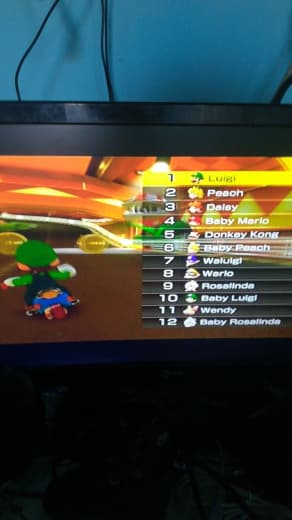 1 Luigi
2 Peach
3 Daisy
4 Baby Mario
5 Donkey Kong
6 Baby Peach
7 Waluigi
8 Wario
9 Rosalinda
10 Baby Luigi
11 Wendy
12 Baby Rosalinda